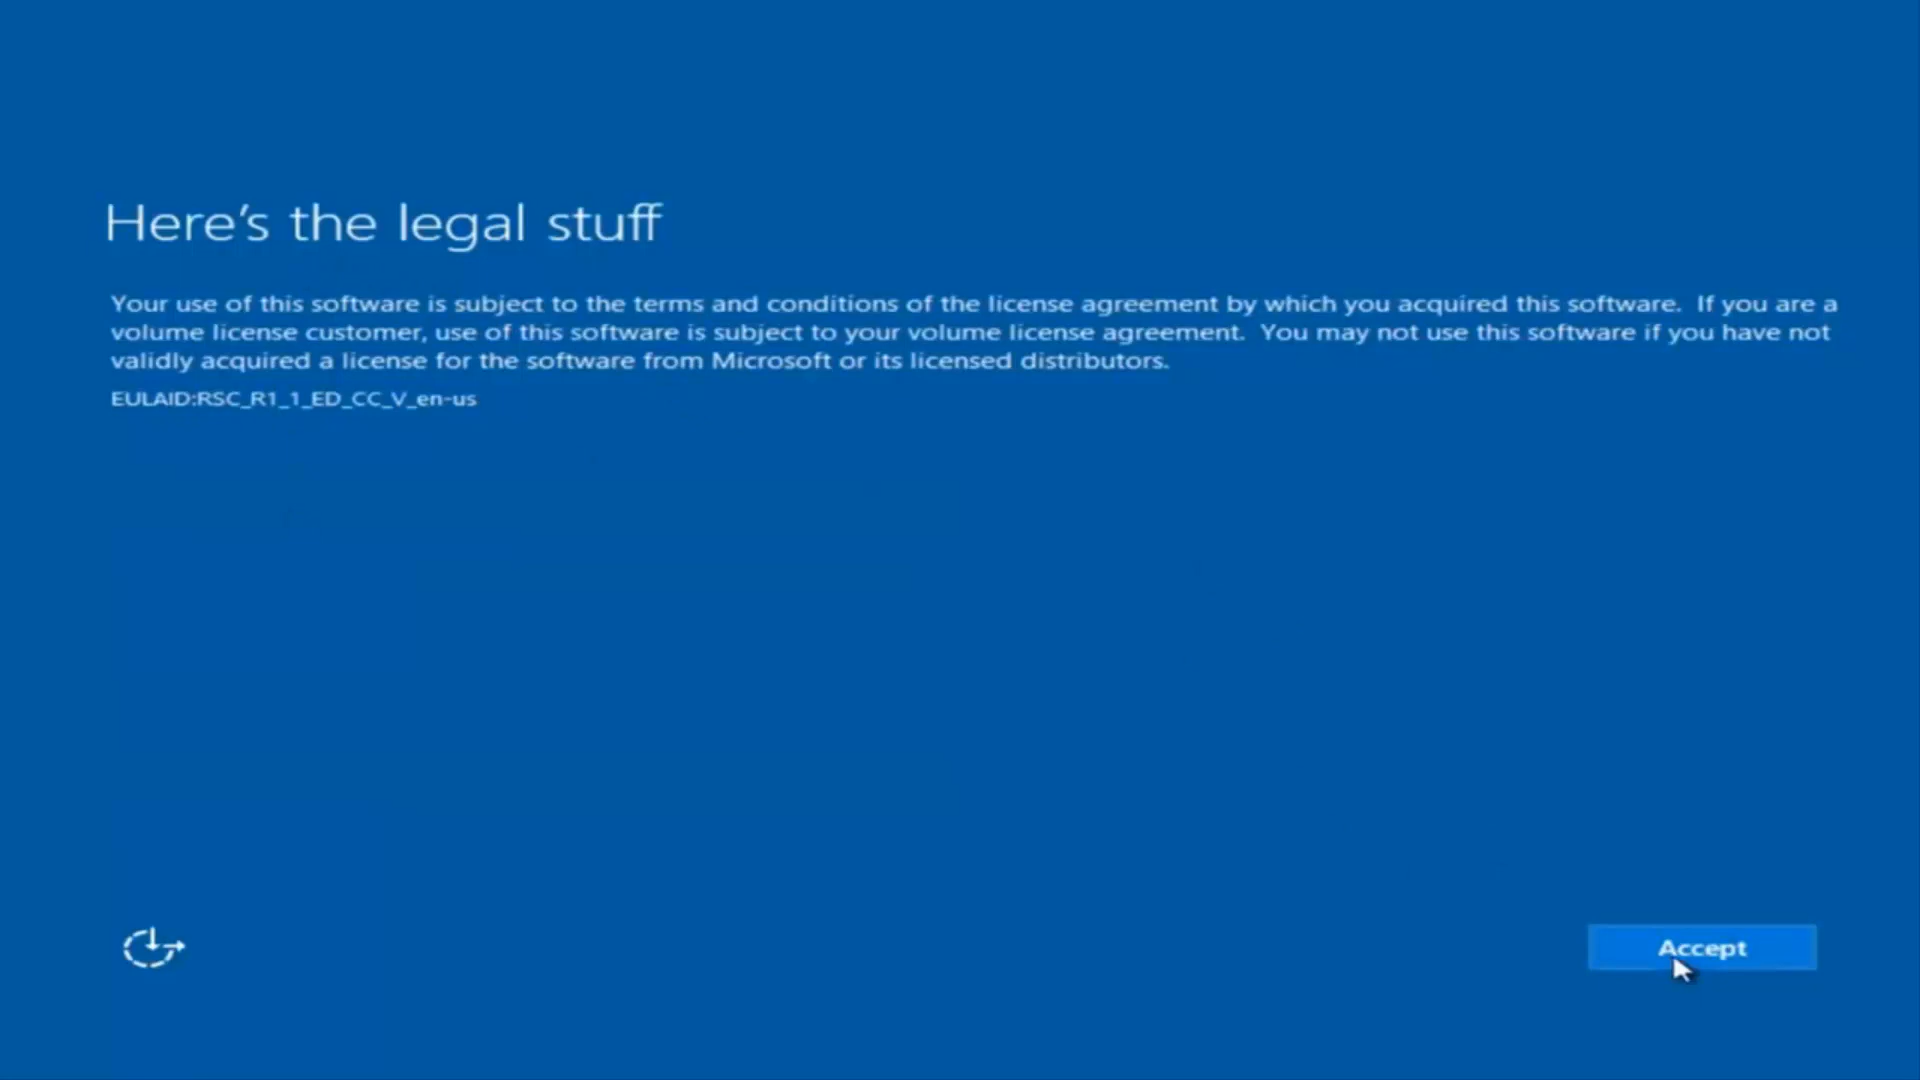 Here's the legal stuff
Your use of this software is subject to the terms and conditions of the license agreement by which you acquired this software.  If you are a
volume license customer, use of this software is subject to your volume license agreement.  You may not use this software if you have not
validly acquired a license for the software from Microsoft or its licensed distributors.
EULAID:RSC_R1_1_ED_CC_V_en-us
Accept